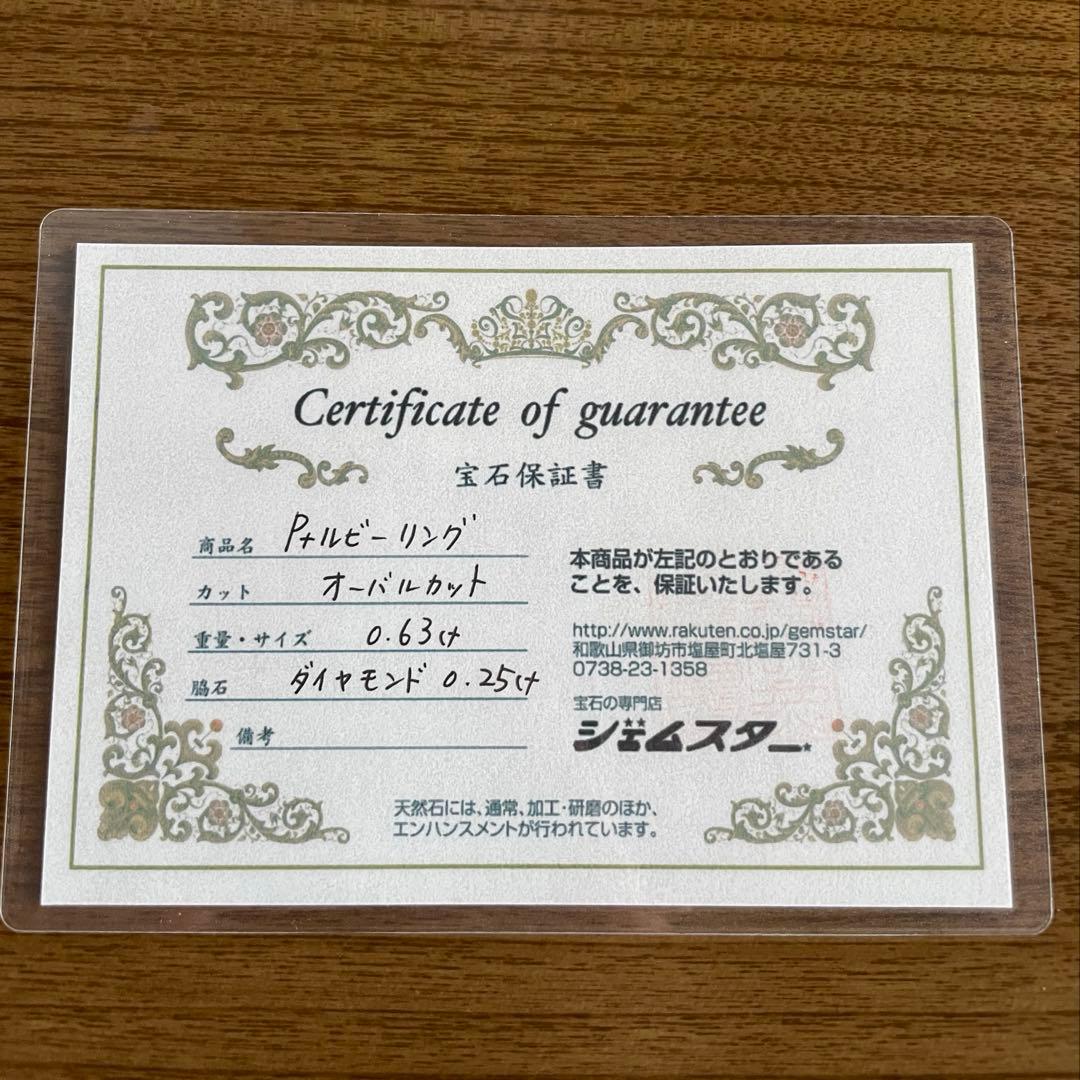 Certificate of guarantee
宝石保証書
商品名 Ptルビーリング
カット オーバルカット
重量・サイズ 0.63ct
脇石 ダイヤモンド 0.25ct
備考
本商品が左記のとおりである
ことを、保証いたします。
http://www.rakuten.co.jp/gemstar/
和歌山県御坊市塩屋町北塩屋731-3
0738-23-1358
宝石の専門店
ジェムスター
天然石には、通常、加工・研磨のほか、
エンハンスメントが行われています。